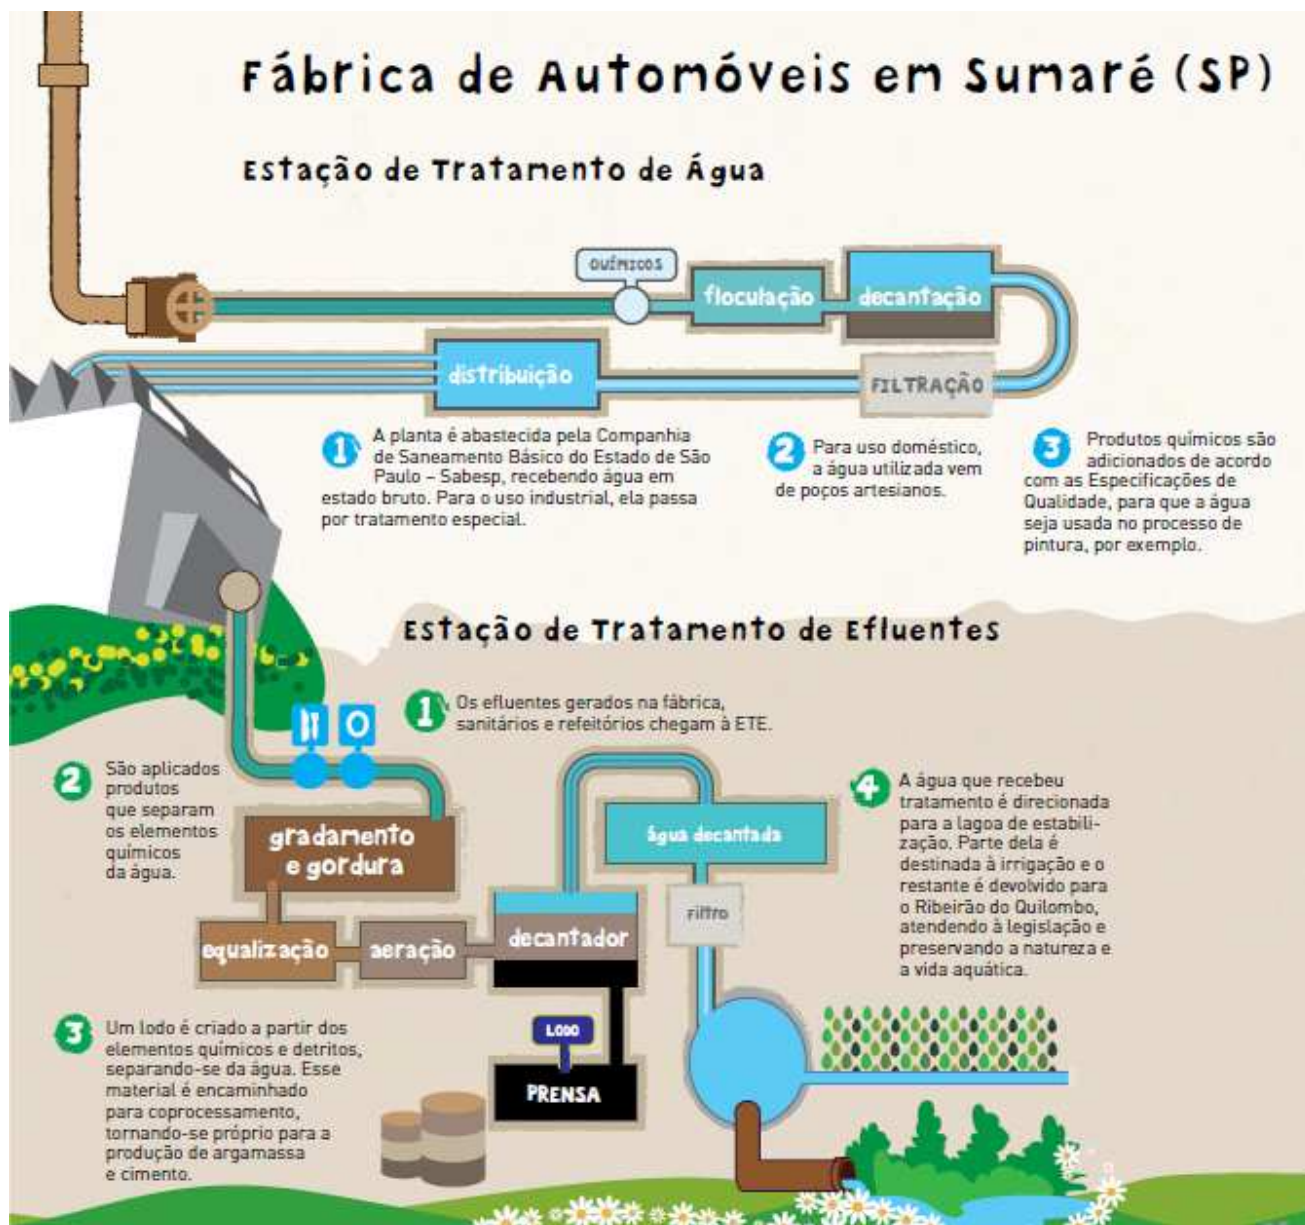 Fábrica de Automóveis em Sumaré (SP)
Estação de Tratamento de Água
QUÍMICOS
floculação
decantação
distribuição
FILTRAÇÃO
1 A planta é abastecida pela Companhia
de Saneamento Básico do Estado de São
Paulo – Sabesp, recebendo água em
estado bruto. Para o uso industrial, ela passa
por tratamento especial.
2 Para uso doméstico,
a água utilizada vem
de poços artesianos.
3 Produtos químicos são
adicionados de acordo
com as Especificações de
Qualidade, para que a água
seja usada no processo de
pintura, por exemplo.
Estação de Tratamento de Efluentes
1 Os efluentes gerados na fábrica,
sanitários e refeitórios chegam à ETE.
2 São aplicados
produtos
que separam
os elementos
químicos
da água.
gradamento
e gordura
água decantada
Filtro
equalização
aeração
decantador
LODO
PRENSA
3 Um lodo é criado a partir dos
elementos químicos e detritos,
separando-se da água. Esse
material é encaminhado
para coprocessamento,
tornando-se próprio para a
produção de argamassa
e cimento.
4 A água que recebeu
tratamento é direcionada
para a lagoa de estabili-
zação. Parte dela é
destinada à irrigação e o
restante é devolvido para
o Ribeirão do Quilombo,
atendendo à legislação e
preservando a natureza e
a vida aquática.